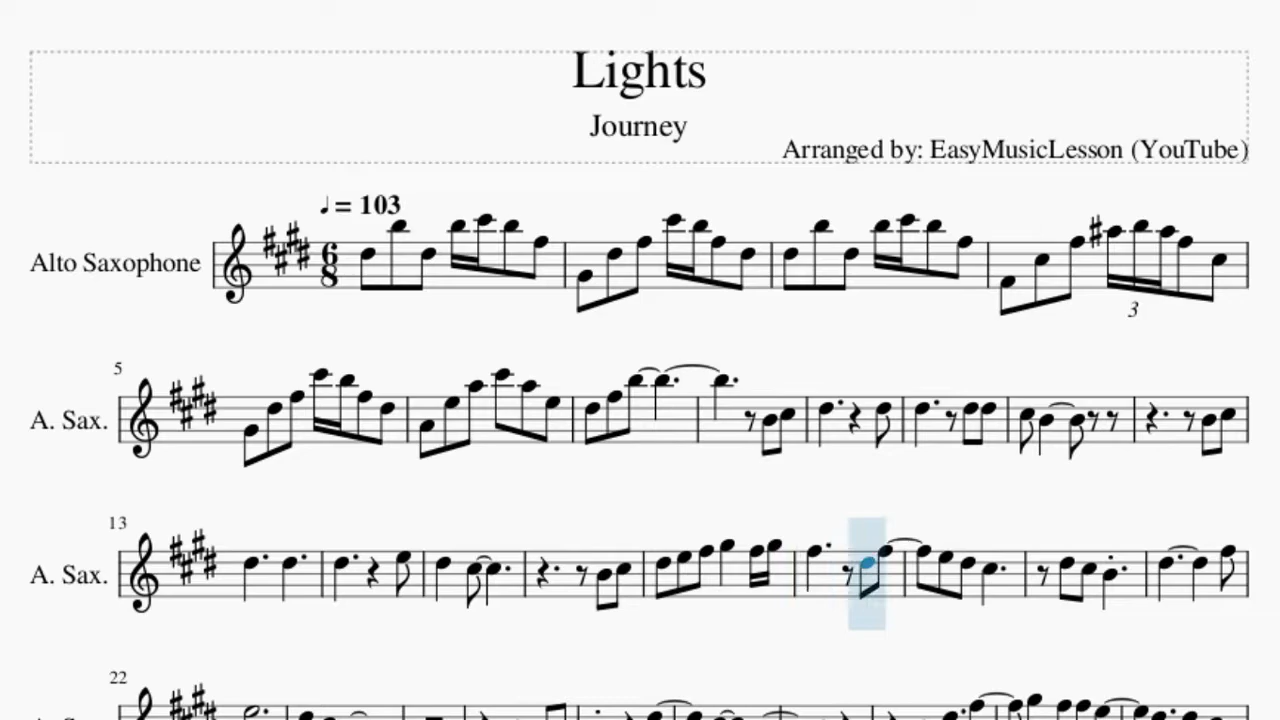 Lights
Journey
Arranged by: EasyMusicLesson (YouTube)
♩ = 103
Alto Saxophone
6
8
3
5
A. Sax.
13
A. Sax.
22